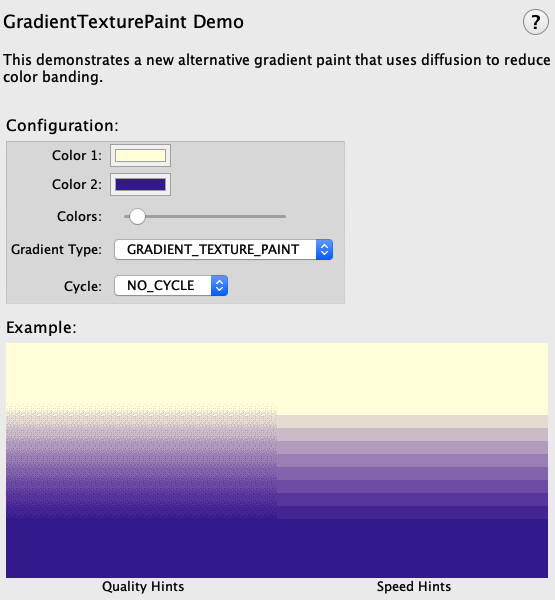 GradientTexturePaint Demo
?
This demonstrates a new alternative gradient paint that uses diffusion to reduce
color banding.
Configuration:
Color 1:
Color 2:
Colors:
Gradient Type: GRADIENT_TEXTURE_PAINT
Cycle: NO_CYCLE
Example:
Quality Hints Speed Hints